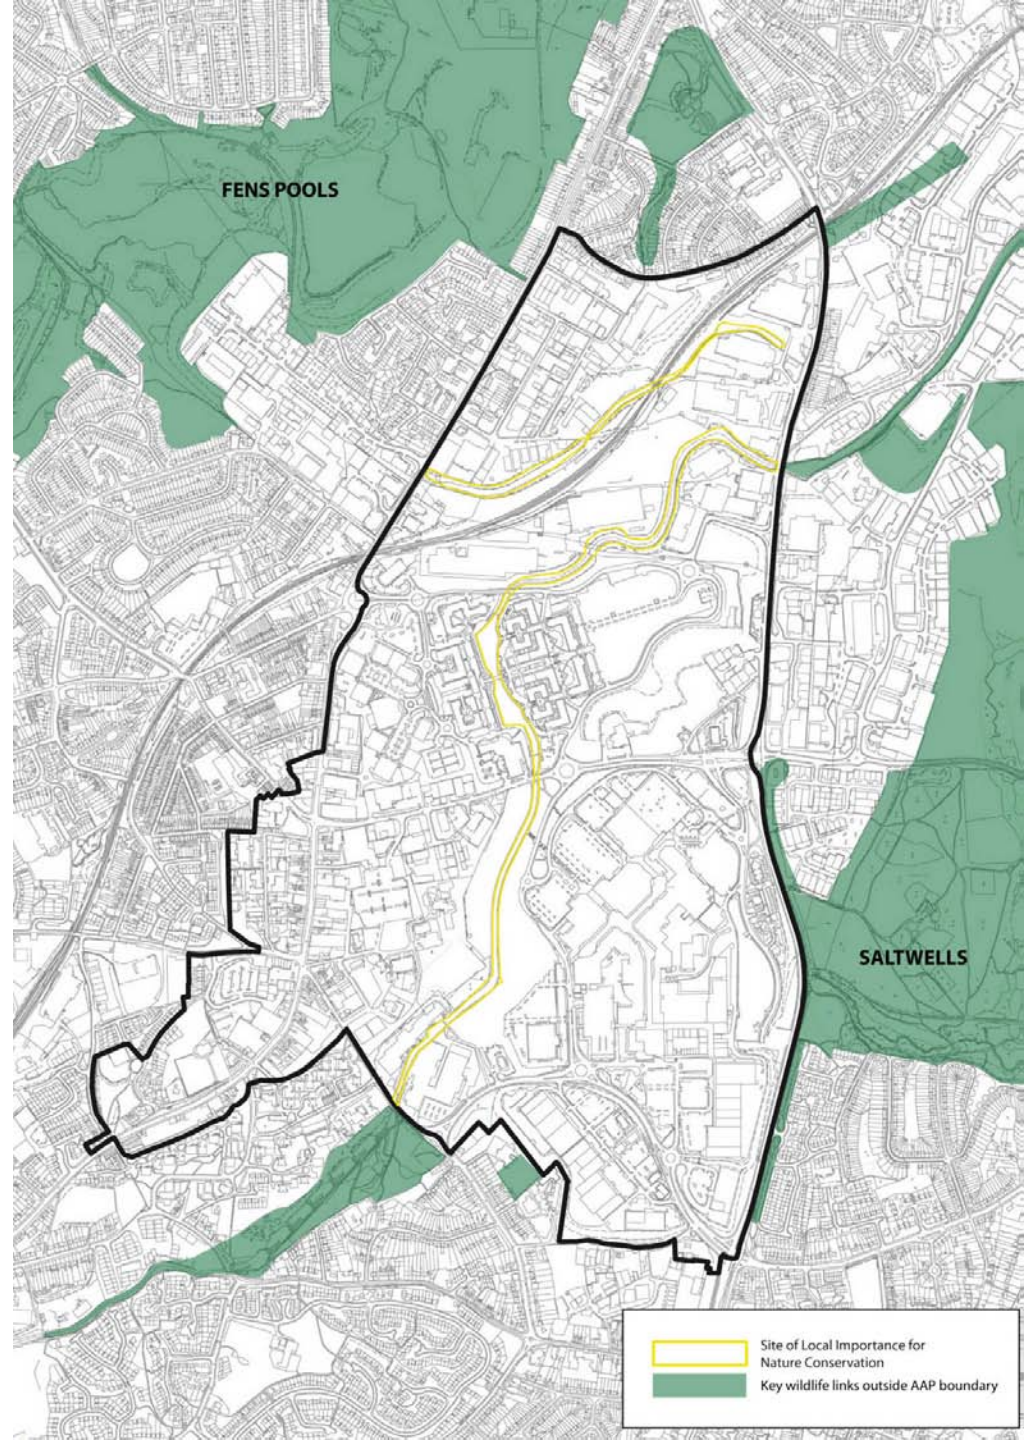 FENS POOLS
SALTWELLS
Site of Local Importance for
Nature Conservation
Key wildlife links outside AAP boundary